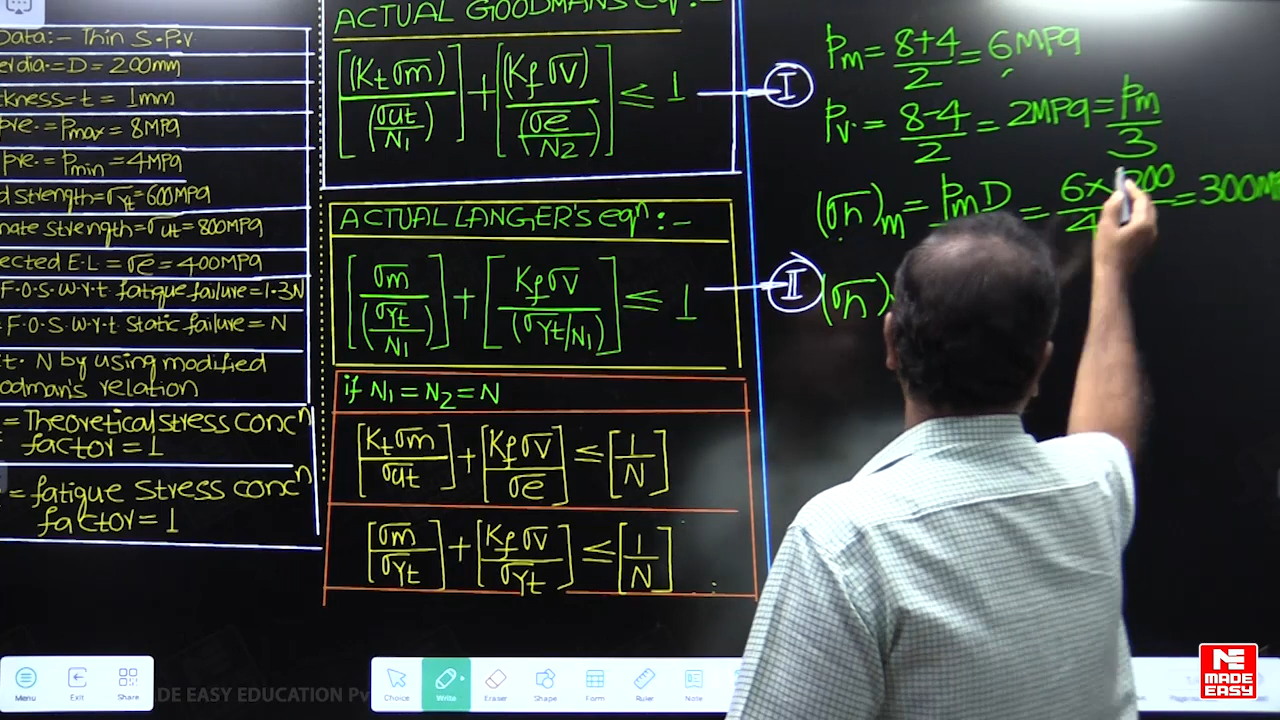 Data:- Thin S.P.V
er dia = D = 200mm
kness = t = 1mm
pre. = Pmax = 8MPa
pre. = Pmin = 4MPa
d strength = σyt = 600MPa
mate strength = σut = 800MPa
ected E.L = σe = 400MPa
F.O.S w.r.t fatigue failure = 1.3N
F.O.S w.r.t static failure = N
t. N by using modified
oodman's relation
= Theoretical stress concn
factor = 1
= fatigue stress concn
factor = 1
ACTUAL GOODMANS eqn:-
[(Kt σm)/(σut/N1)] + [(Kf σv)/(σe/N2)] ≤ 1 → I
ACTUAL LANGER'S eqn:-
[σm/(σyt/N1)] + [Kf σv/(σyt/N1)] ≤ 1 → II
if N1 = N2 = N
[Kt σm/σut] + [Kf σv/σe] ≤ [1/N]
[σm/σyt] + [Kf σv/σyt] ≤ [1/N]
Pm = 8+4/2 = 6MPa
Pv. = 8-4/2 = 2MPa = Pm/3
(σh)m = PmD = 6x 200/4 = 300M
(σh)
Menu
Exit
Share
DE EASY EDUCATION Pv
Choice
Write
Eraser
Shape
Form
Ruler
Note
MADE EASY